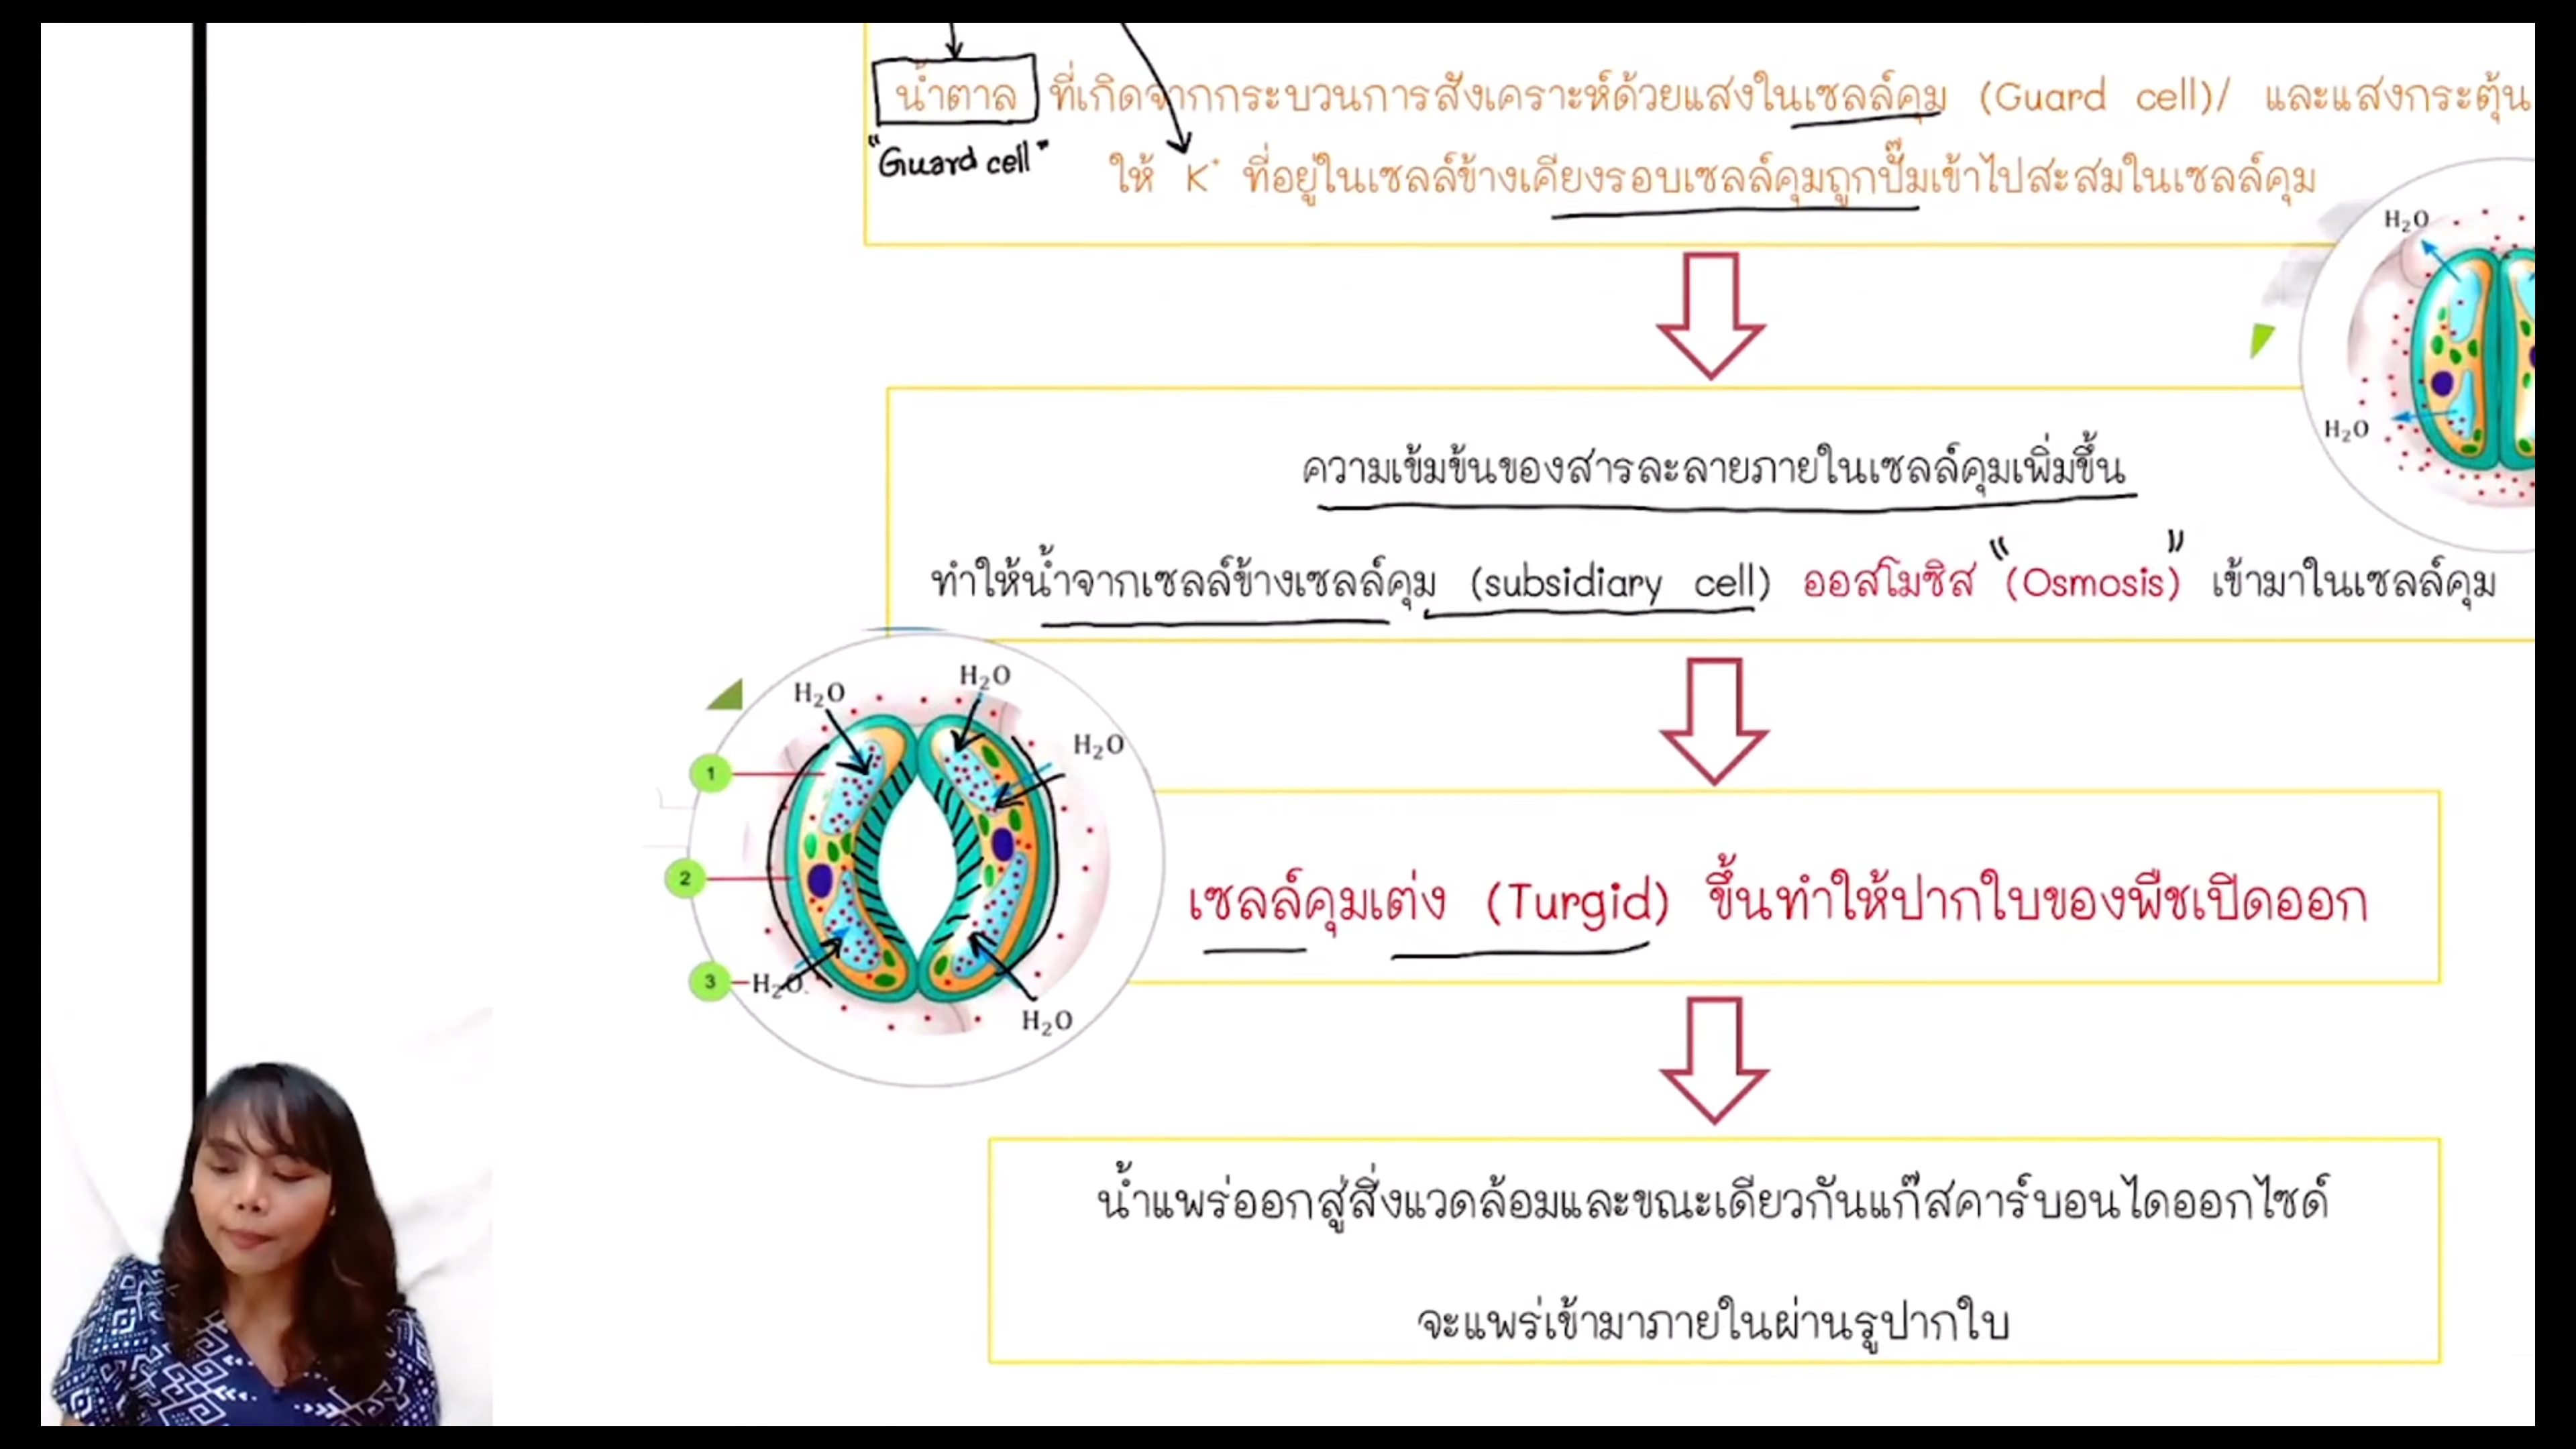 น้ำตาล ที่เกิดจากกระบวนการสังเคราะห์ด้วยแสงในเซลล์คุม (Guard cell)/ และแสงกระตุ้น
"Guard cell"
ให้ K+ ที่อยู่ในเซลล์ข้างเคียงรอบเซลล์คุมถูกปั๊มเข้าไปสะสมในเซลล์คุม
H2O
H2O
ความเข้มข้นของสารละลายภายในเซลล์คุมเพิ่มขึ้น
ทำให้น้ำจากเซลล์ข้างเซลล์คุม (subsidiary cell) ออสโมซิส "(Osmosis)" เข้ามาในเซลล์คุม
H2O
H2O
H2O
1
2
3
H2O
H2O
เซลล์คุมเต่ง (Turgid) ขึ้นทำให้ปากใบของพืชเปิดออก
น้ำแพร่ออกสู่สิ่งแวดล้อมและขณะเดียวกันแก๊สคาร์บอนไดออกไซด์
จะแพร่เข้ามาภายในผ่านรูปากใบ